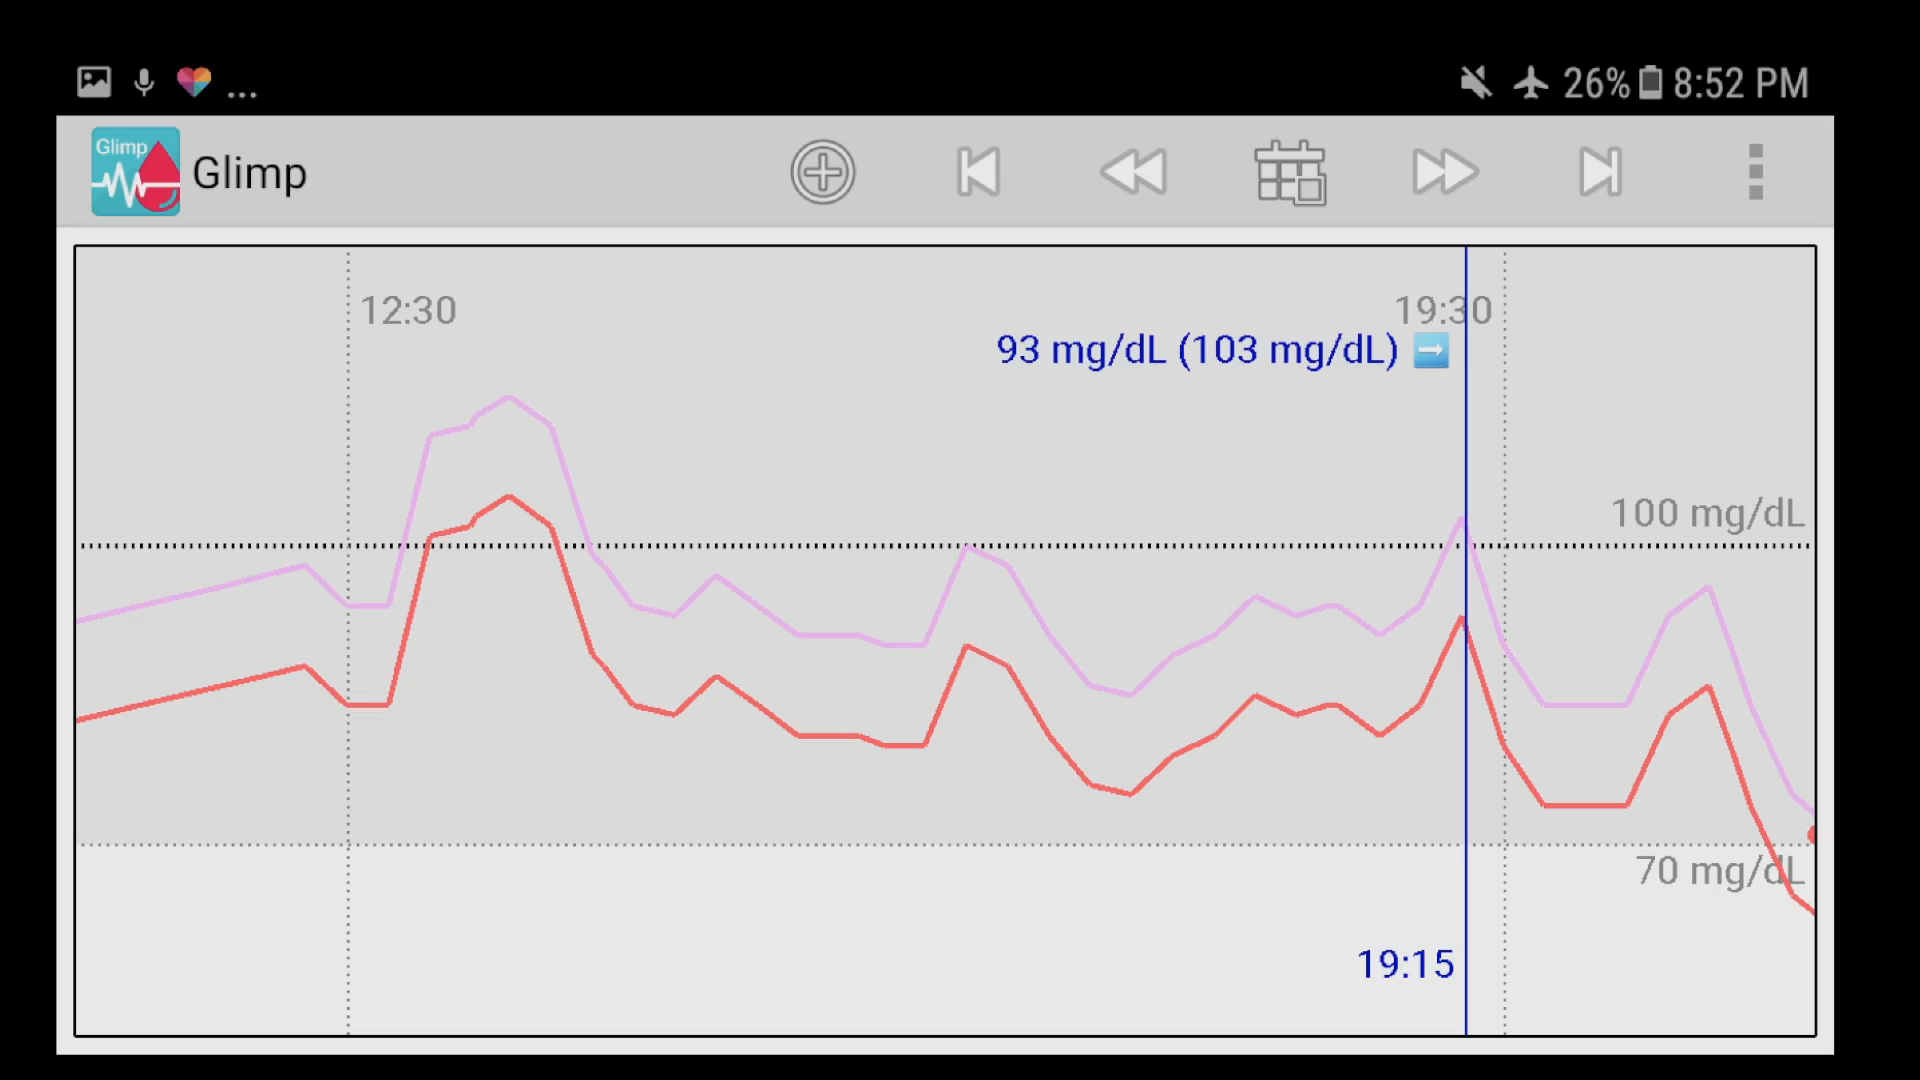 ... 26% 8:52 PM
Glimp Glimp
12:30 19:30
93 mg/dL (103 mg/dL)
100 mg/dL
70 mg/dL
19:15